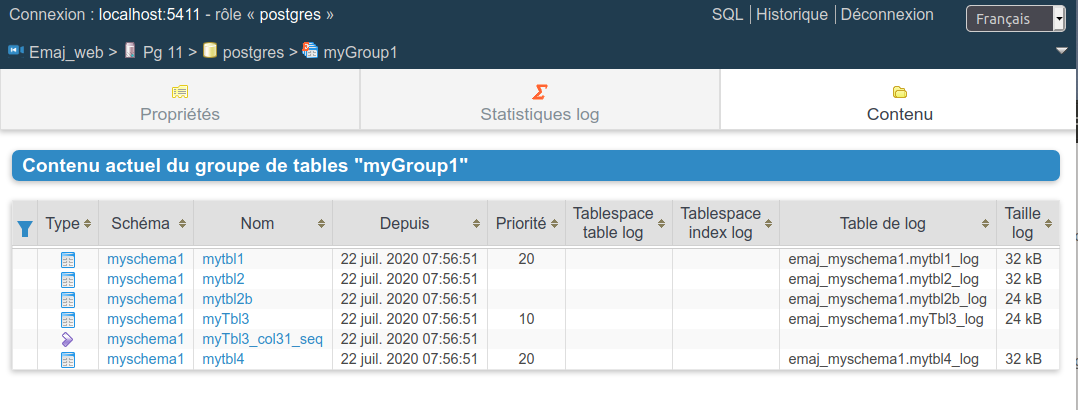 Connexion : localhost:5411 - rôle « postgres » SQL | Historique | Déconnexion Français
Emaj_web > Pg 11 > postgres > myGroup1
Propriétés Statistiques log Contenu
Contenu actuel du groupe de tables "myGroup1"
Type Schéma Nom Depuis Priorité Tablespace table log Tablespace index log Table de log Taille log
myschema1 mytbl1 22 juil. 2020 07:56:51 20 emaj_myschema1.mytbl1_log 32 kB
myschema1 mytbl2 22 juil. 2020 07:56:51 emaj_myschema1.mytbl2_log 32 kB
myschema1 mytbl2b 22 juil. 2020 07:56:51 emaj_myschema1.mytbl2b_log 24 kB
myschema1 myTbl3 22 juil. 2020 07:56:51 10 emaj_myschema1.myTbl3_log 24 kB
myschema1 myTbl3_col31_seq 22 juil. 2020 07:56:51
myschema1 mytbl4 22 juil. 2020 07:56:51 20 emaj_myschema1.mytbl4_log 32 kB